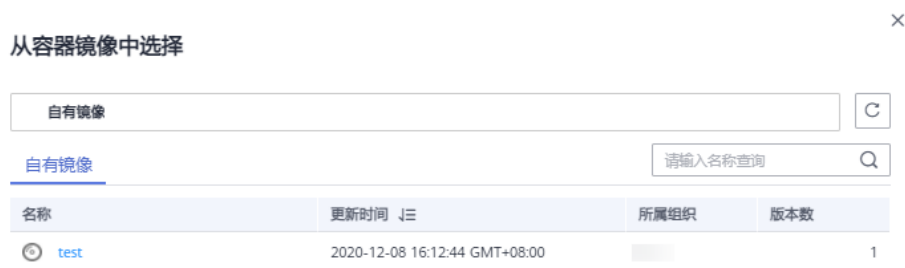 从容器镜像中选择
自有镜像
自有镜像
请输入名称查询
名称 更新时间 所属组织 版本数
test 2020-12-08 16:12:44 GMT+08:00 1